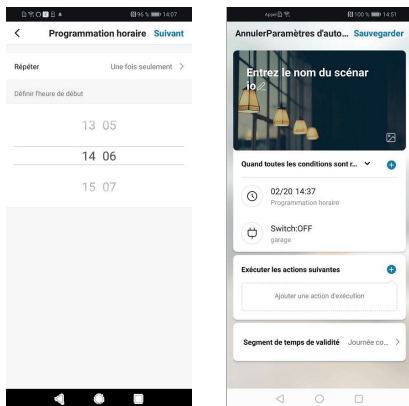 96 % 14:07
Programmation horaire Suivant
Répéter Une fois seulement
Définir l'heure de début
13 05
14 06
15 07
Appel 100 % 14:51
Annuler Paramètres d'auto... Sauvegarder
Entrez le nom du scénar
io
Quand toutes les conditions sont r...
02/20 14:37
Programmation horaire
Switch:OFF
garage
Exécuter les actions suivantes
Ajouter une action d'exécution
Segment de temps de validité Journée co...